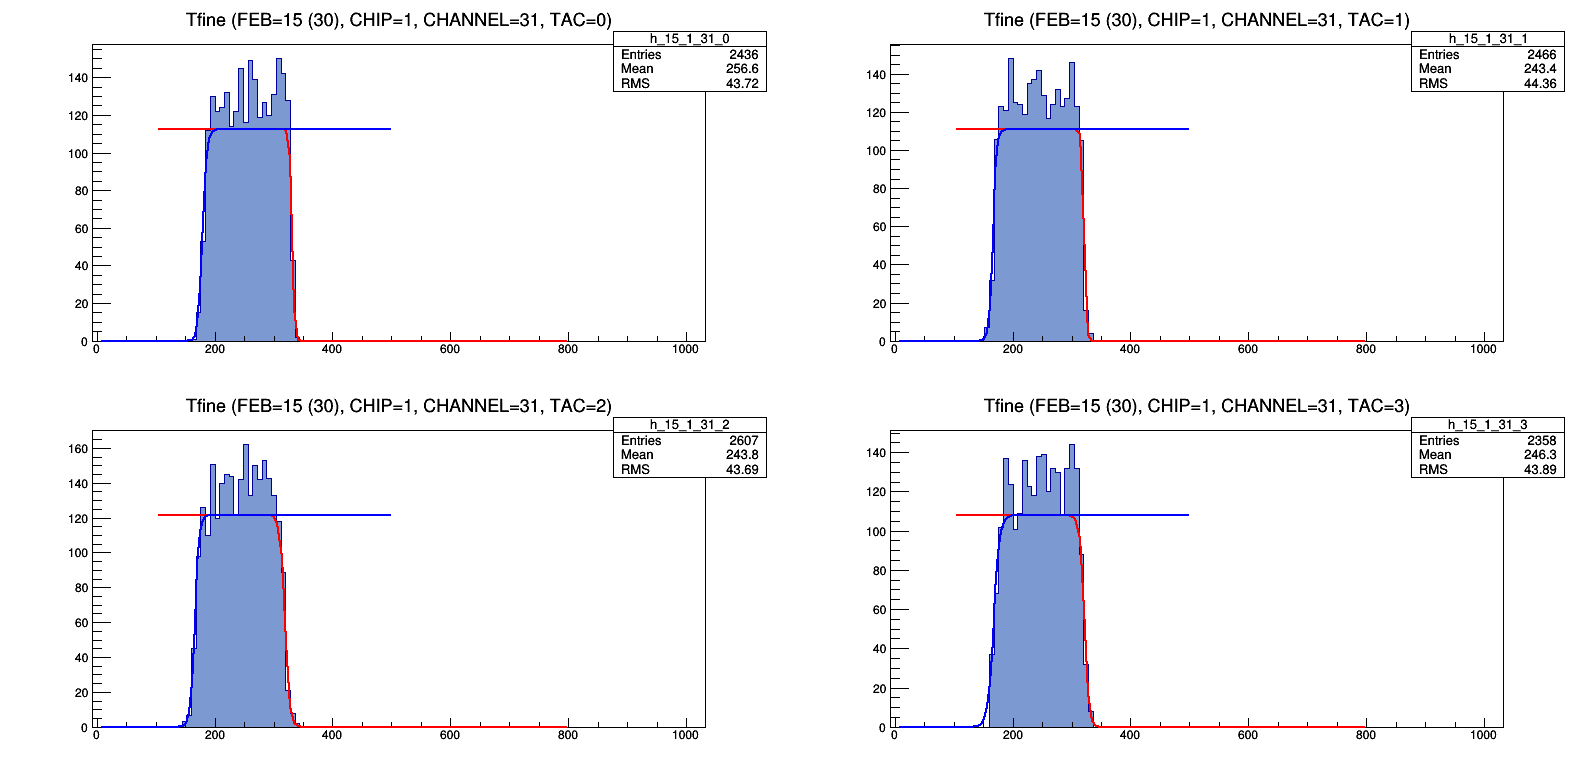 Tfine (FEB=15 (30), CHIP=1, CHANNEL=31, TAC=0)
h_15_1_31_0
Entries 2436
Mean 256.6
RMS 43.72
140
120
100
80
60
40
20
0
0 200 400 600 800 1000
Tfine (FEB=15 (30), CHIP=1, CHANNEL=31, TAC=1)
h_15_1_31_1
Entries 2466
Mean 243.4
RMS 44.36
140
120
100
80
60
40
20
0
0 200 400 600 800 1000
Tfine (FEB=15 (30), CHIP=1, CHANNEL=31, TAC=2)
h_15_1_31_2
Entries 2607
Mean 243.8
RMS 43.69
160
140
120
100
80
60
40
20
0
0 200 400 600 800 1000
Tfine (FEB=15 (30), CHIP=1, CHANNEL=31, TAC=3)
h_15_1_31_3
Entries 2358
Mean 246.3
RMS 43.89
140
120
100
80
60
40
20
0
0 200 400 600 800 1000